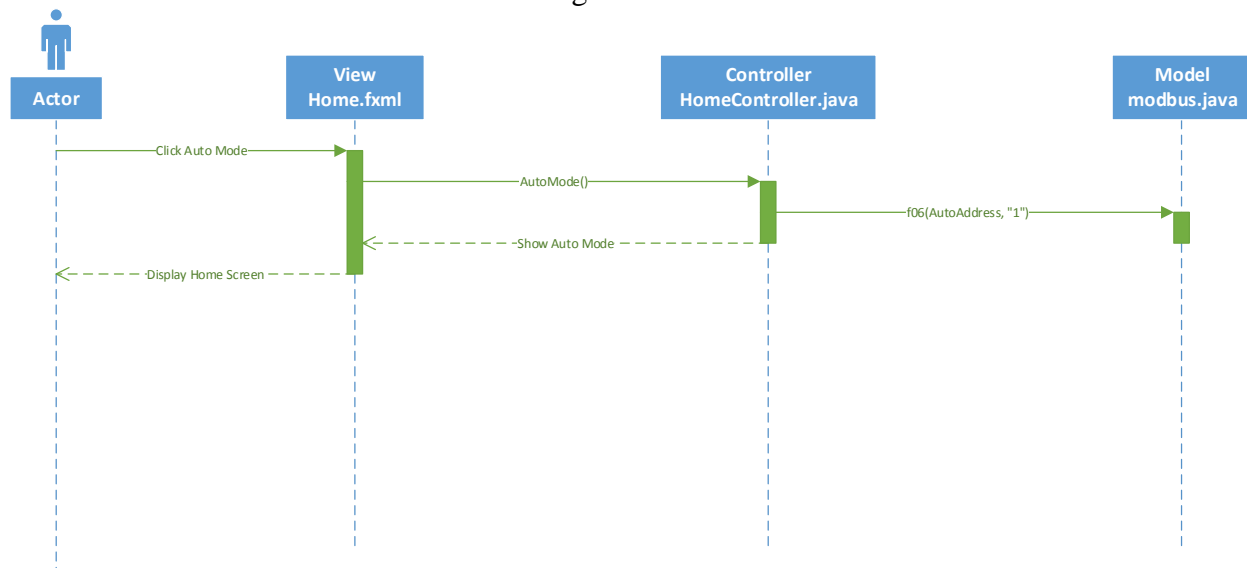 Actor
View
Home.fxml
Controller
HomeController.java
Model
modbus.java
Click Auto Mode
AutoMode()
f06(AutoAddress, "1")
Show Auto Mode
Display Home Screen